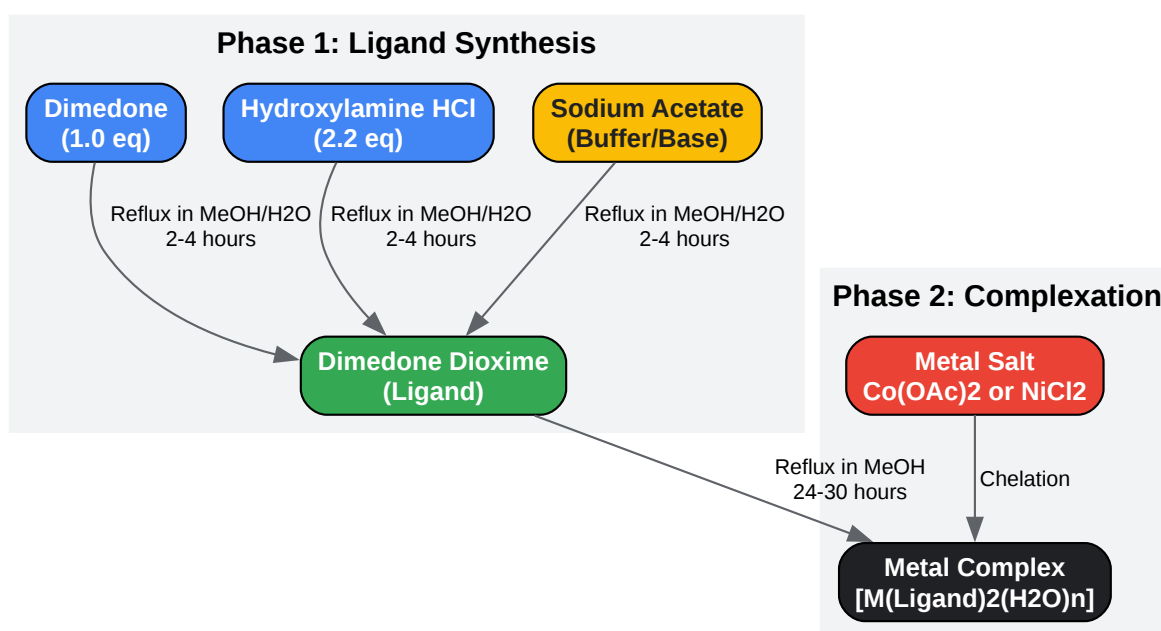 Phase 1: Ligand Synthesis
Dimedone
(1.0 eq)
Hydroxylamine HCl
(2.2 eq)
Sodium Acetate
(Buffer/Base)
Reflux in MeOH/H2O
2-4 hours
Reflux in MeOH/H2O
2-4 hours
Reflux in MeOH/H2O
2-4 hours
Dimedone Dioxime
(Ligand)
Phase 2: Complexation
Metal Salt
Co(OAc)2 or NiCl2
Reflux in MeOH
24-30 hours
Chelation
Metal Complex
[M(Ligand)2(H2O)n]